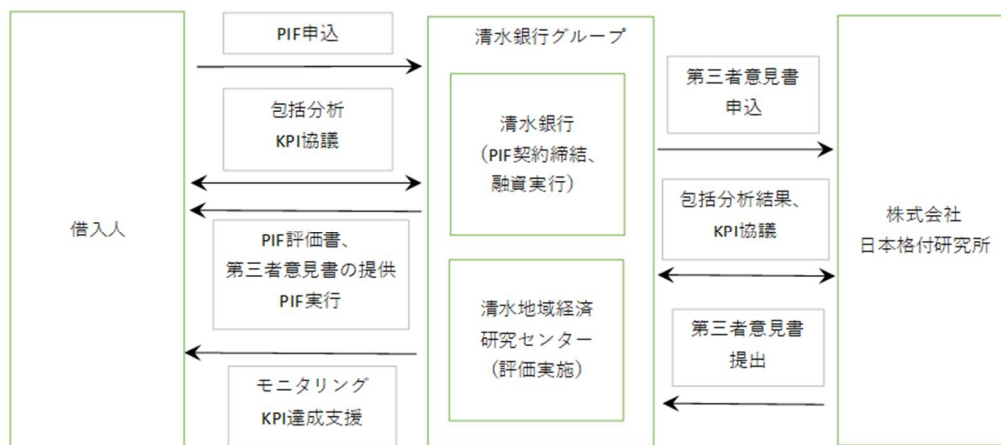 借入人
PIF申込
包括分析
KPI協議
PIF評価書、
第三者意見書の提供
PIF実行
モニタリング
KPI達成支援
清水銀行グループ
清水銀行
（PIF契約締結、
融資実行）
清水地域経済
研究センター
（評価実施）
第三者意見書
申込
包括分析結果、
KPI協議
第三者意見書
提出
株式会社
日本格付研究所